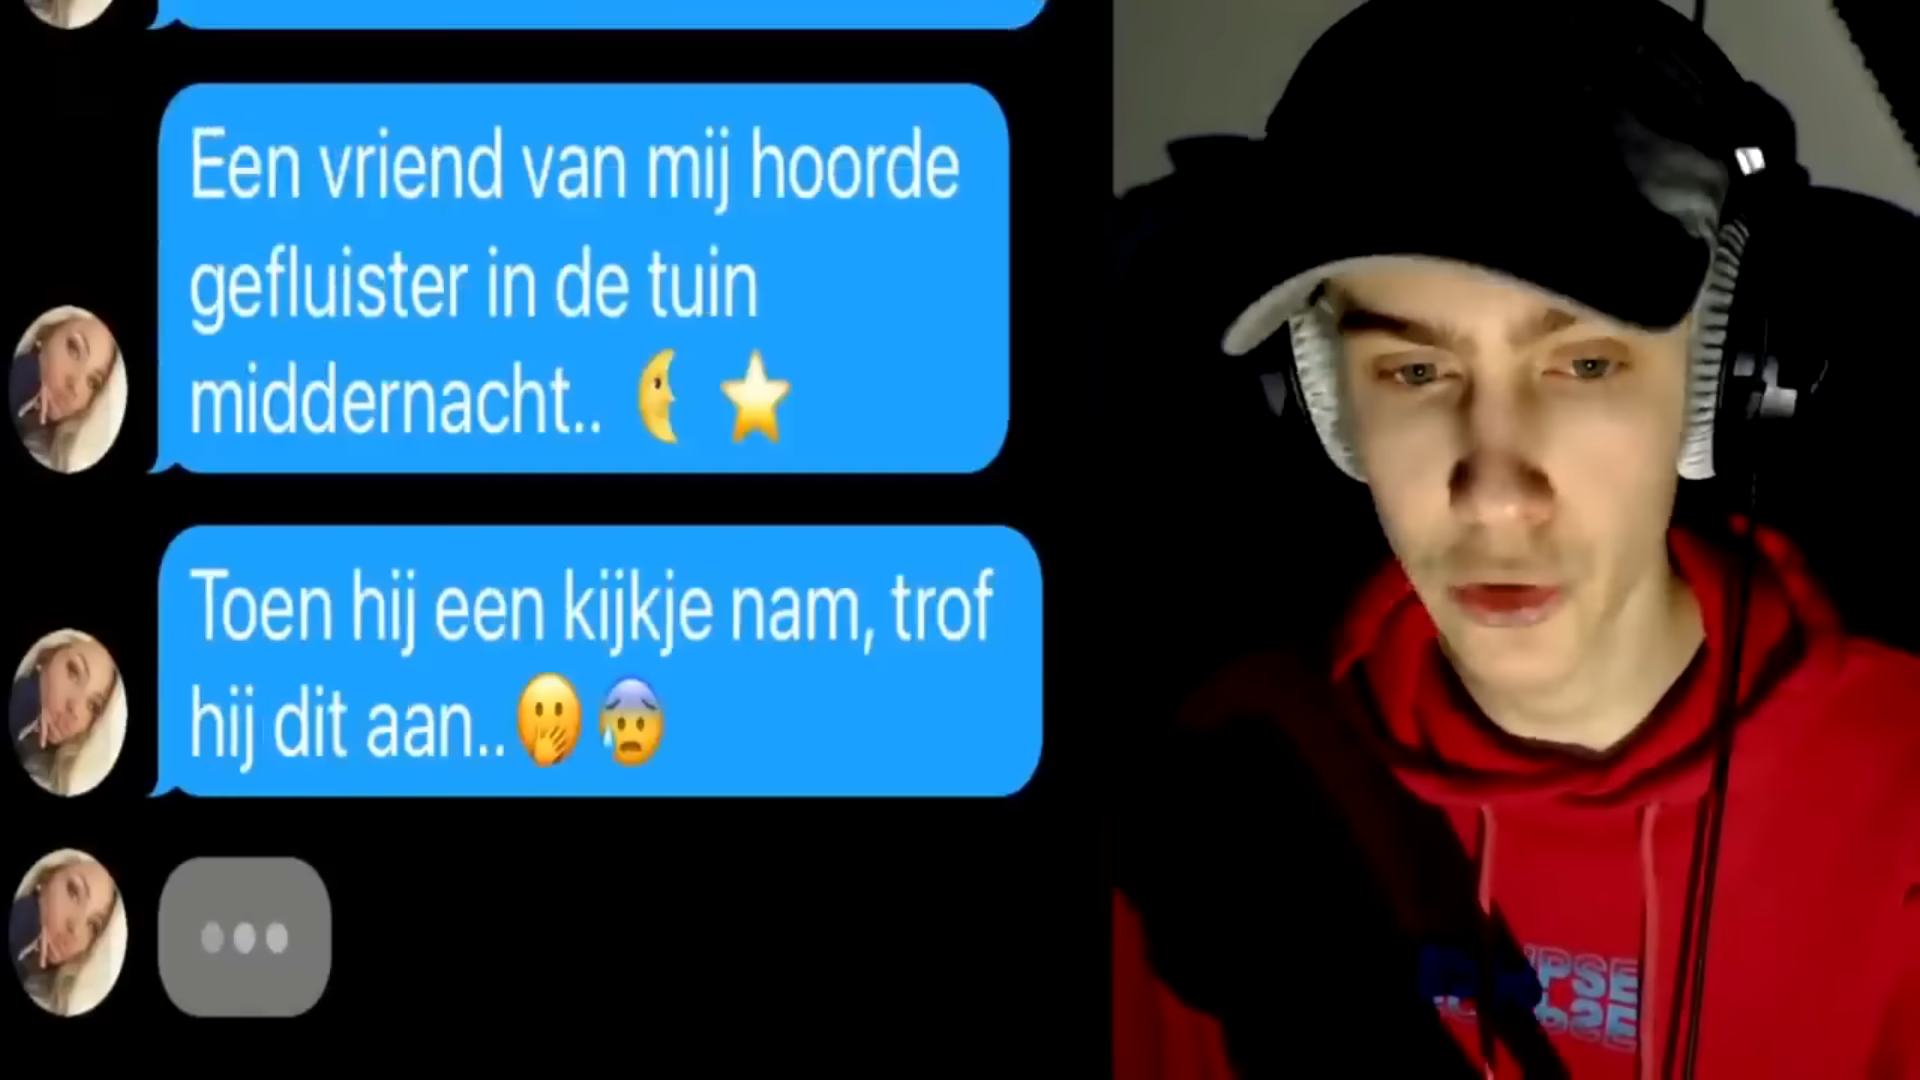 Een vriend van mij hoorde
gefluister in de tuin
middernacht.. 🌜⭐
Toen hij een kijkje nam, trof
hij dit aan..🤭😰